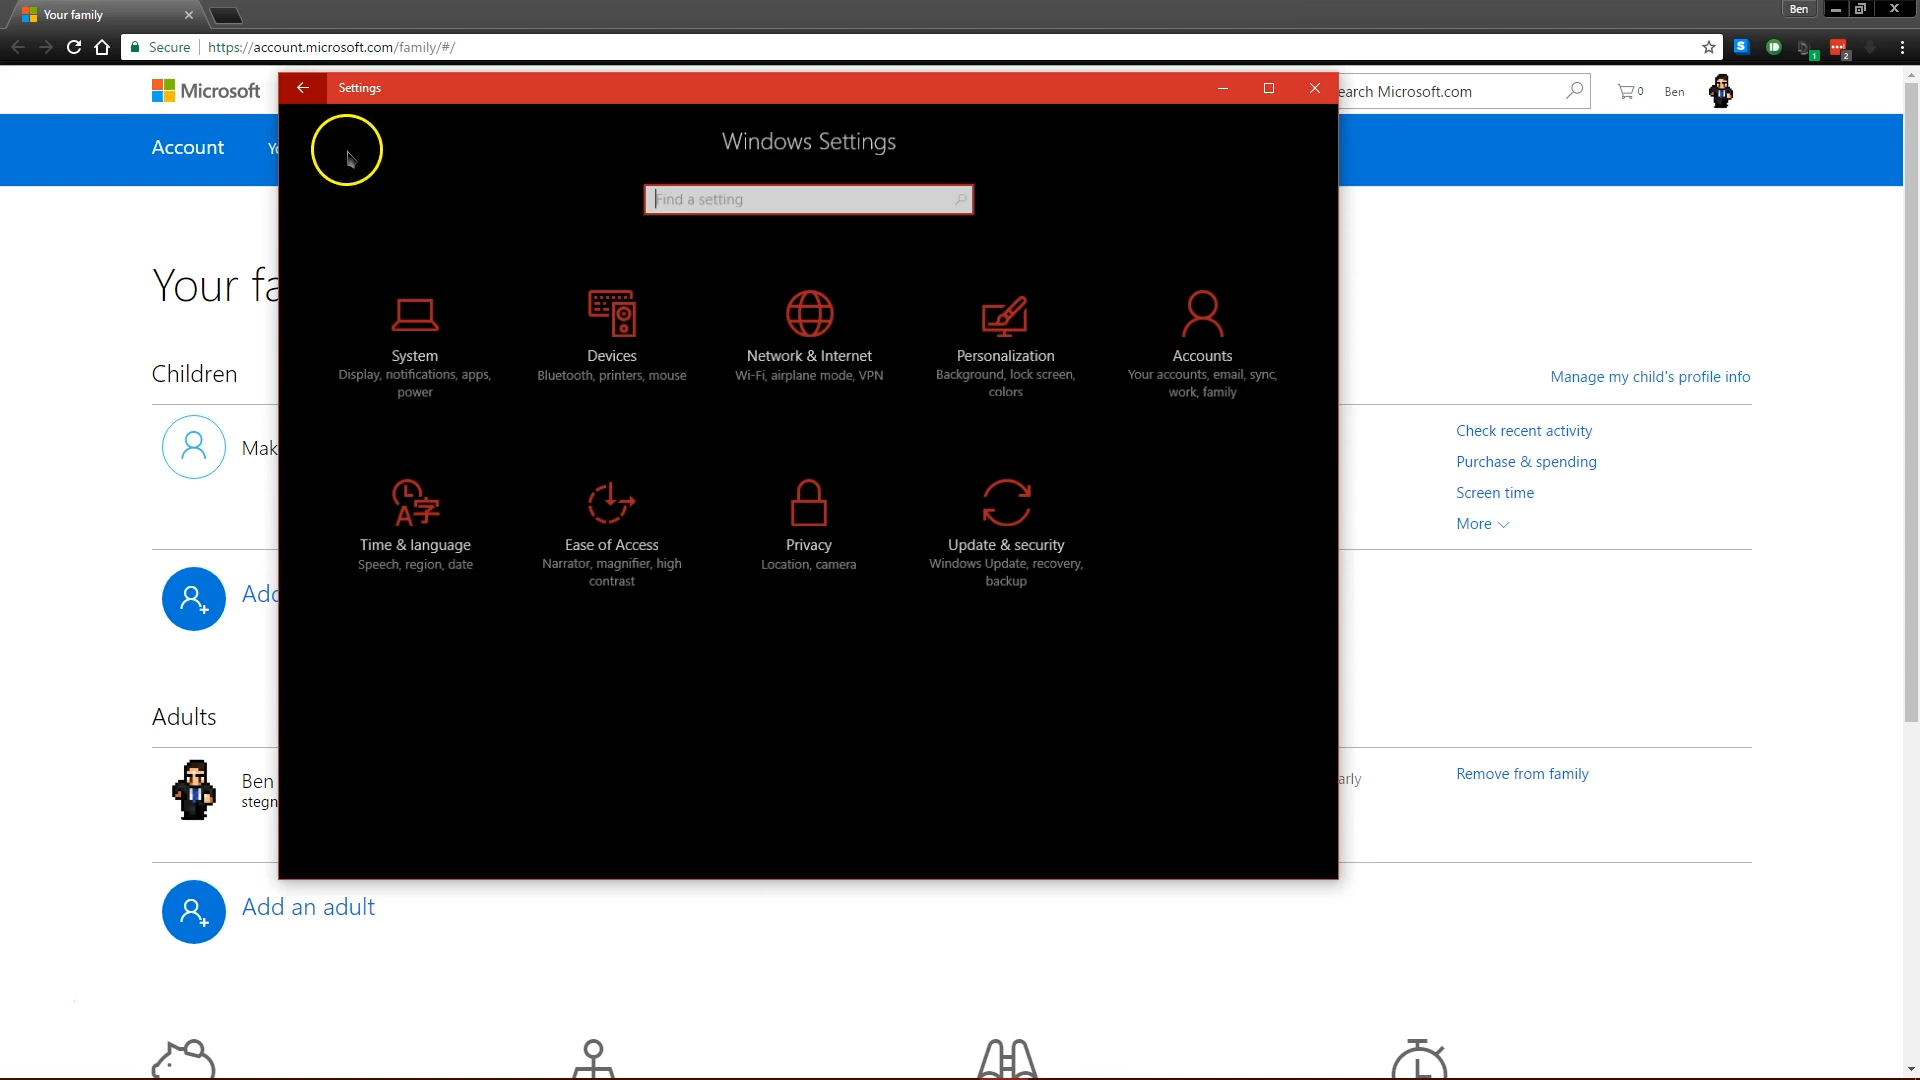 Your family
Ben
Secure
https://account.microsoft.com/family/#/
S
1
2
Microsoft
Settings
earch Microsoft.com
0
Ben
Account
Windows Settings
Find a setting
Your fa
System
Display, notifications, apps,
power
Devices
Bluetooth, printers, mouse
Network & Internet
Wi-Fi, airplane mode, VPN
Personalization
Background, lock screen,
colors
Accounts
Your accounts, email, sync,
work, family
Children
Manage my child's profile info
Mak
Check recent activity
Purchase & spending
Screen time
More
A字
Time & language
Speech, region, date
Ease of Access
Narrator, magnifier, high
contrast
Privacy
Location, camera
Update & security
Windows Update, recovery,
backup
Add
Adults
Ben
stegn
arly
Remove from family
Add an adult